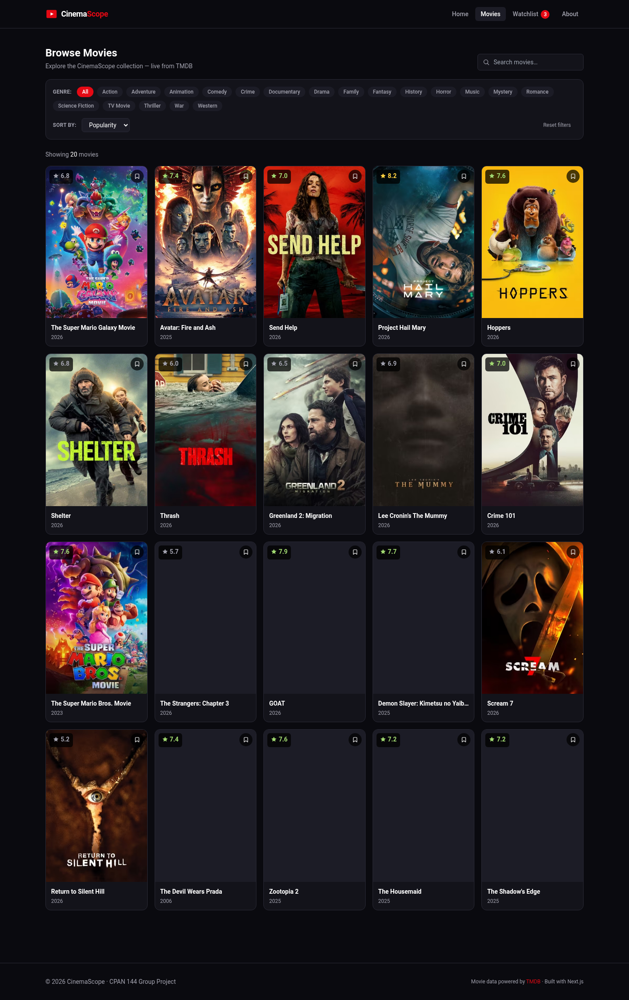 CinemaScope
Home Movies Watchlist 3 About
Browse Movies
Explore the CinemaScope collection — live from TMDB
Search movies...
GENRE: All Action Adventure Animation Comedy Crime Documentary Drama Family Fantasy History Horror Music Mystery Romance
Science Fiction TV Movie Thriller War Western
SORT BY: Popularity Reset filters
Showing 20 movies
6.8
THE SUPER
MARIO
GALAXY
MOVIE
The Super Mario Galaxy Movie
2026
7.4
AVATAR
FIRE AND ASH
Avatar: Fire and Ash
2025
7.0
SEND HELP
Send Help
2026
8.2
PROJECT
HAIL
MARY
Project Hail Mary
2026
7.6
HOPPERS
Hoppers
2026
6.8
SHELTER
Shelter
2026
6.0
THRASH
Thrash
2026
6.5
GREENLAND 2
MIGRATION
Greenland 2: Migration
2026
6.9
LEE CRONIN'S
THE MUMMY
Lee Cronin's The Mummy
2026
7.0
CRIME
101
Crime 101
2026
7.6
THE SUPER
MARIO
BROS.
MOVIE
The Super Mario Bros. Movie
2023
5.7
The Strangers: Chapter 3
2026
7.9
GOAT
2026
7.7
Demon Slayer: Kimetsu no Yaib...
2025
6.1
SCREAM
7
Scream 7
2026
5.2
RETURN TO
SILENT HILL
Return to Silent Hill
2026
7.4
The Devil Wears Prada
2006
7.6
Zootopia 2
2025
7.2
The Housemaid
2025
7.2
The Shadow's Edge
2025
© 2026 CinemaScope · CPAN 144 Group Project
Movie data powered by TMDB · Built with Next.js